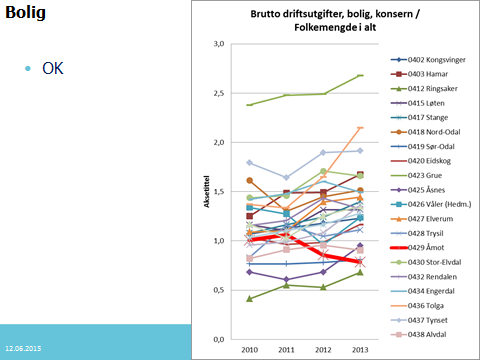 Bolig
• OK
12.06.2015
Brutto driftsutgifter, bolig, konsern /
Folkemengde i alt
Aksetittel
3,0
2,5
2,0
1,5
1,0
0,5
0,0
2010 2011 2012 2013
0402 Kongsvinger
0403 Hamar
0412 Ringsaker
0415 Løten
0417 Stange
0418 Nord-Odal
0419 Sør-Odal
0420 Eidskog
0423 Grue
0425 Åsnes
0426 Våler (Hedm.)
0427 Elverum
0428 Trysil
0429 Åmot
0430 Stor-Elvdal
0432 Rendalen
0434 Engerdal
0436 Tolga
0437 Tynset
0438 Alvdal